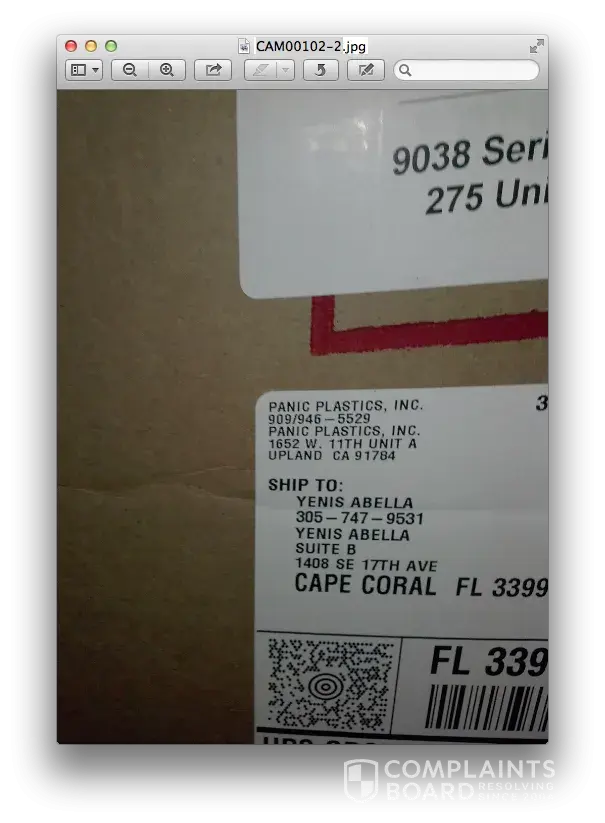 CAM00102-2.jpg
9038 Seri
275 Uni
PANIC PLASTICS, INC.
909/946-5529
PANIC PLASTICS, INC.
1652 W. 11TH UNIT A
UPLAND CA 91784
3
SHIP TO:
YENIS ABELLA
305-747-9531
YENIS ABELLA
SUITE B
1408 SE 17TH AVE
CAPE CORAL FL 3399
FL 339
COMPLAINTS
BOARD RESOLVING